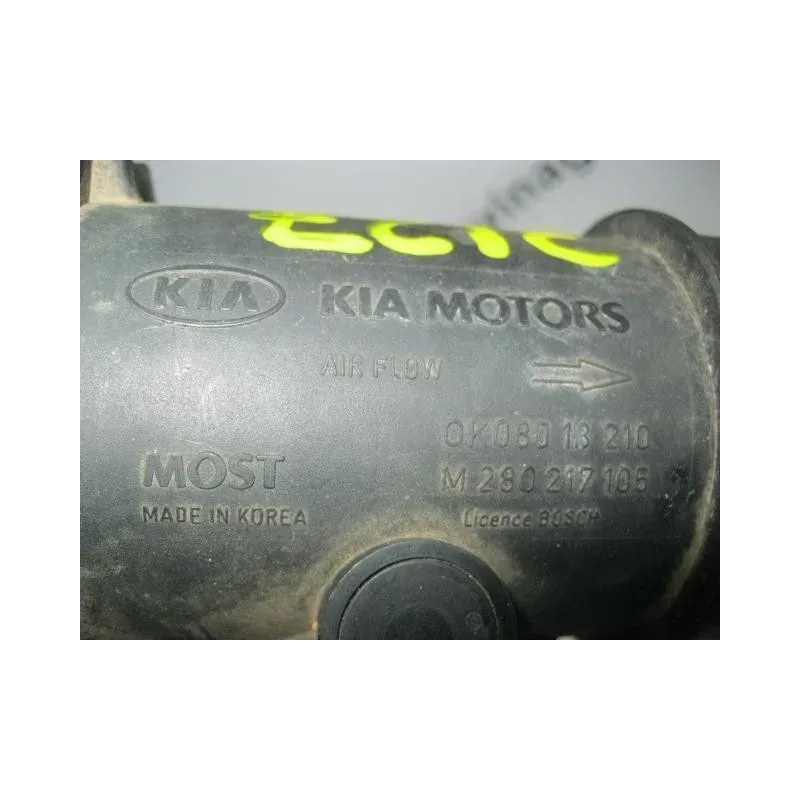 KIA KIA MOTORS
AIR FLOW
0K080 13 210
MOST M 280 217 105
MADE IN KOREA Licence BOSCH